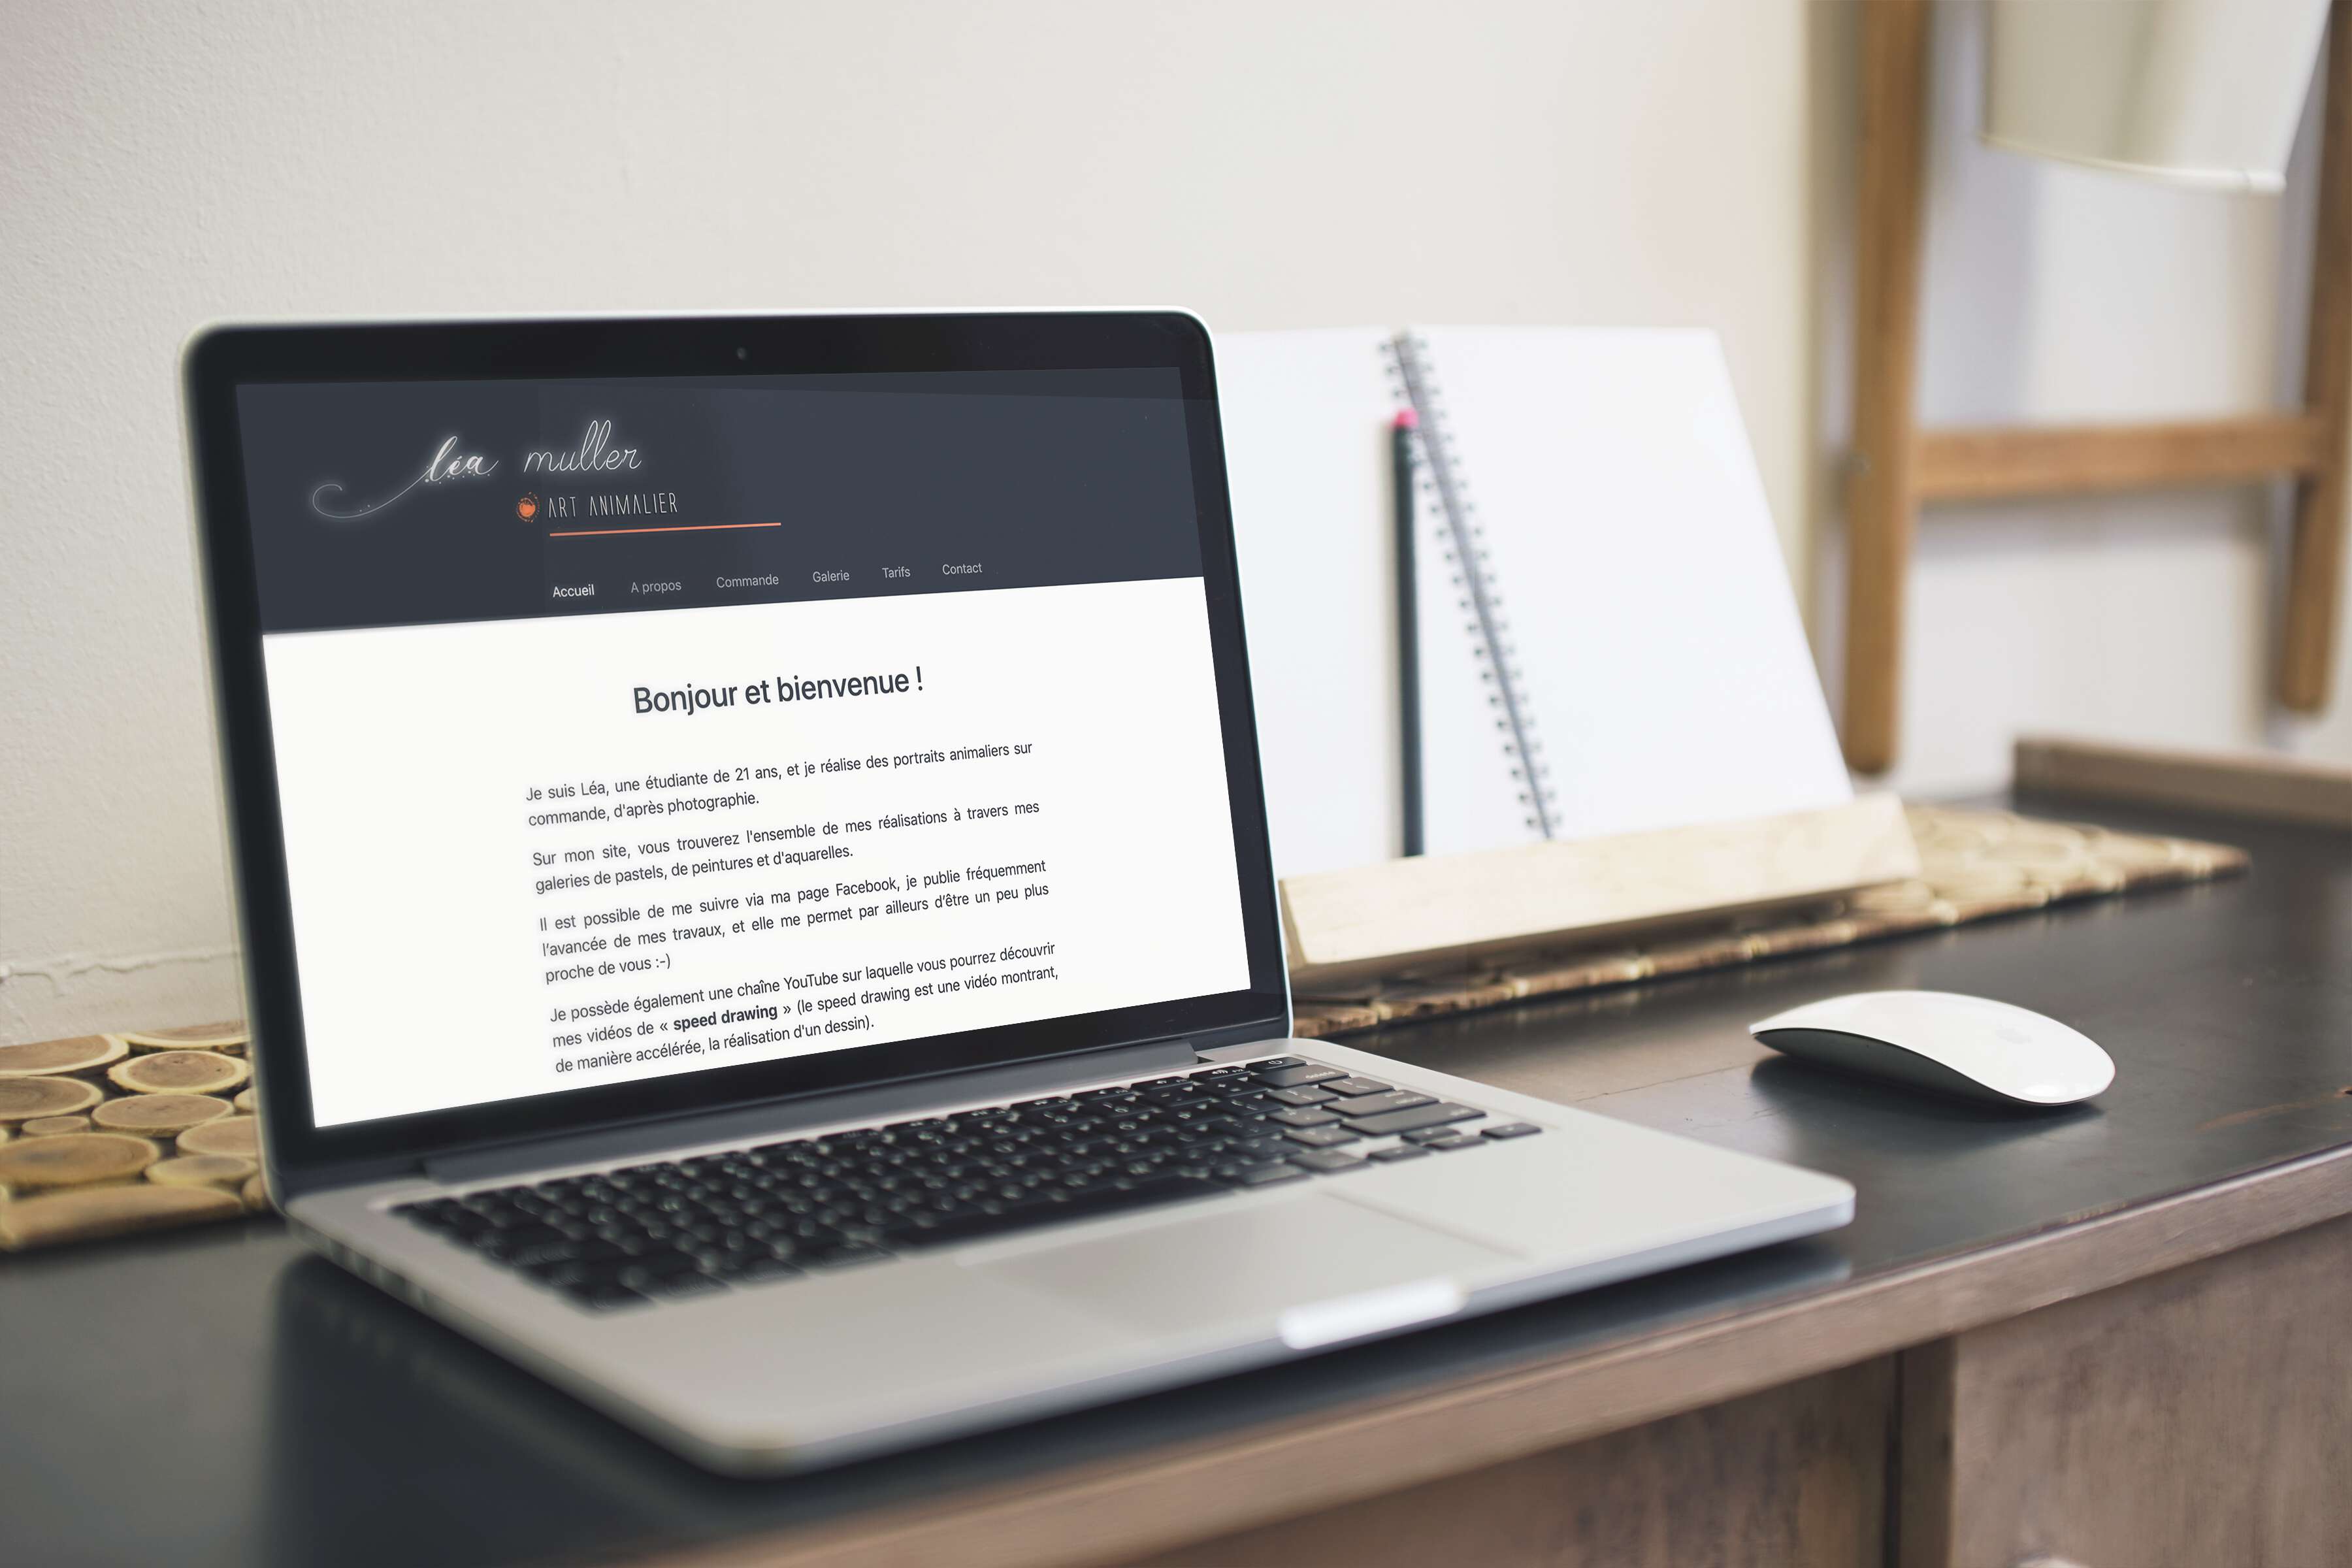 léa muller
ART ANIMALIER
Accueil A propos Commande Galerie Tarifs Contact
Bonjour et bienvenue !
Je suis Léa, une étudiante de 21 ans, et je réalise des portraits animaliers sur
commande, d'après photographie.
Sur mon site, vous trouverez l'ensemble de mes réalisations à travers mes
galeries de pastels, de peintures et d'aquarelles.
Il est possible de me suivre via ma page Facebook, je publie fréquemment
l'avancée de mes travaux, et elle me permet par ailleurs d'être un peu plus
proche de vous :-)
Je possède également une chaîne YouTube sur laquelle vous pourrez découvrir
mes vidéos de « speed drawing » (le speed drawing est une vidéo montrant,
de manière accélérée, la réalisation d'un dessin).